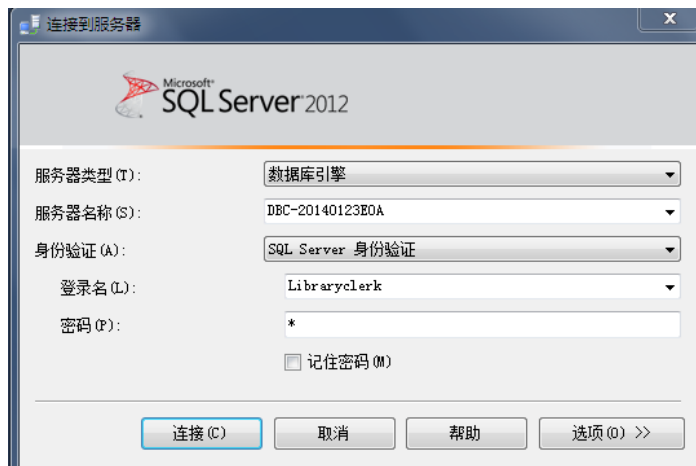 连接到服务器
Microsoft®
SQL Server 2012
服务器类型(T): 数据库引擎
服务器名称(S): DBC-20140123E0A
身份验证(A): SQL Server 身份验证
登录名(L): Libraryclerk
密码(P): *
记住密码(M)
连接(C) 取消 帮助 选项(O) >>